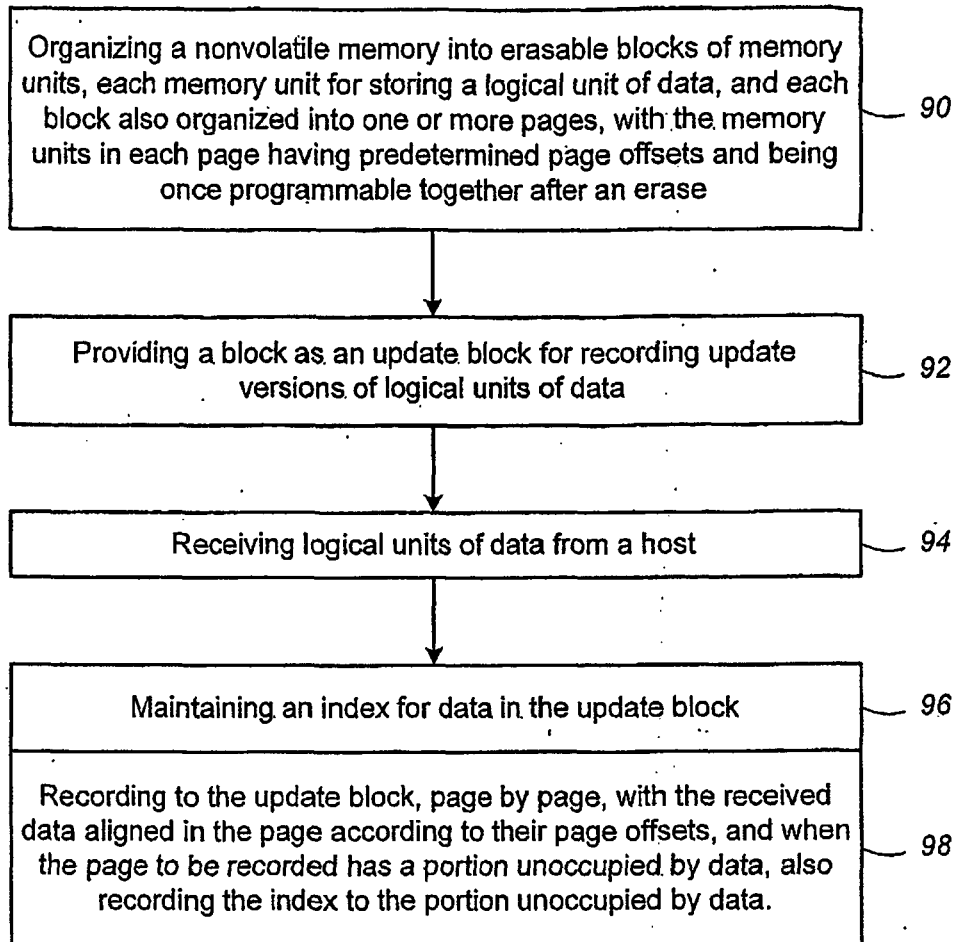 Organizing a nonvolatile memory into erasable blocks of memory
units, each memory unit for storing a logical unit of data, and each
block also organized into one or more pages, with the memory
units in each page having predetermined page offsets and being
once programmable together after an erase
90
Providing a block as an update block for recording update
versions of logical units of data
92
Receiving logical units of data from a host
94
Maintaining an index for data in the update block
96
Recording to the update block, page by page, with the received
data aligned in the page according to their page offsets, and when
the page to be recorded has a portion unoccupied by data, also
recording the index to the portion unoccupied by data.
98